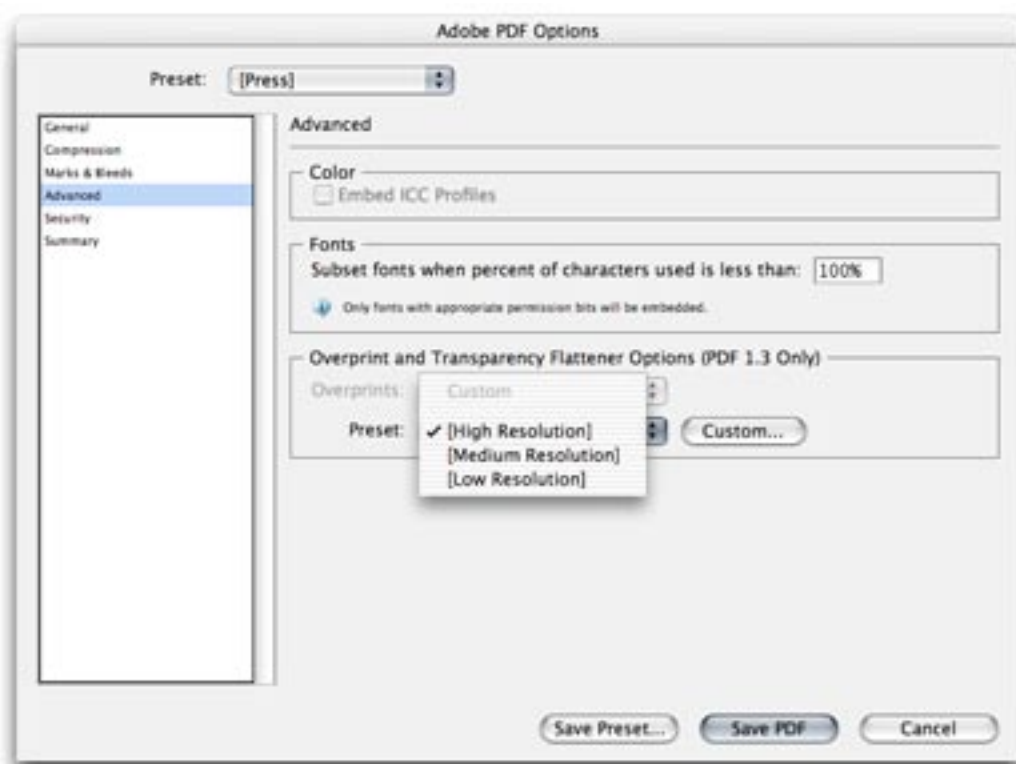 Adobe PDF Options
Preset: [Press]
General
Compression
Marks & Bleeds
Advanced
Security
Summary
Advanced
Color
Embed ICC Profiles
Fonts
Subset fonts when percent of characters used is less than: 100%
Only fonts with appropriate permission bits will be embedded.
Overprint and Transparency Flattener Options (PDF 1.3 Only)
Overprints: Custom
Preset: ✓ [High Resolution] Custom...
[Medium Resolution]
[Low Resolution]
Save Preset... Save PDF Cancel